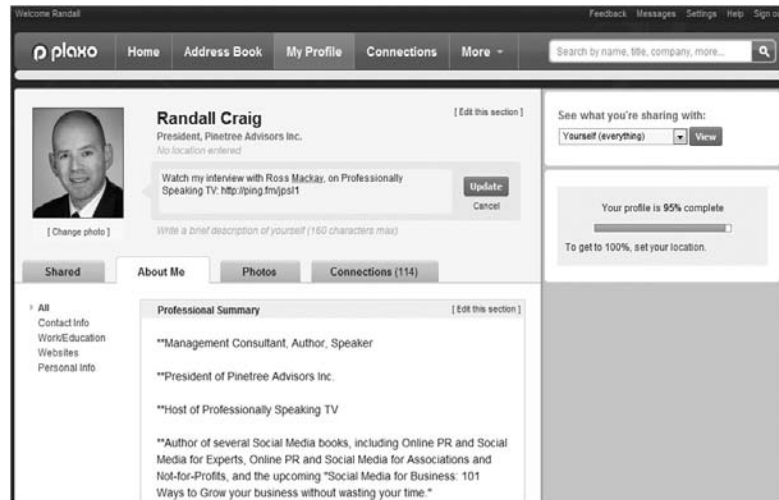 Welcome Randall
Feedback Messages Settings Help Sign ou
plaxo Home Address Book My Profile Connections More
Search by name, title, company, more...
Randall Craig
[ Edit this section ]
President, Pinetree Advisors Inc.
No location entered
Watch my interview with Ross Mackay, on Professionally
Speaking TV: http://ping.fm/jpsl1
Update
Cancel
[ Change photo ]
Write a brief description of yourself (160 characters max)
See what you're sharing with:
Yourself (everything) View
Your profile is 95% complete
To get to 100%, set your location.
Shared About Me Photos Connections (114)
All
Contact Info
Work/Education
Websites
Personal Info
Professional Summary [ Edit this section ]
**Management Consultant, Author, Speaker
**President of Pinetree Advisors Inc.
**Host of Professionally Speaking TV
**Author of several Social Media books, including Online PR and Social
Media for Experts, Online PR and Social Media for Associations and
Not-for-Profits, and the upcoming "Social Media for Business: 101
Ways to Grow your business without wasting your time."